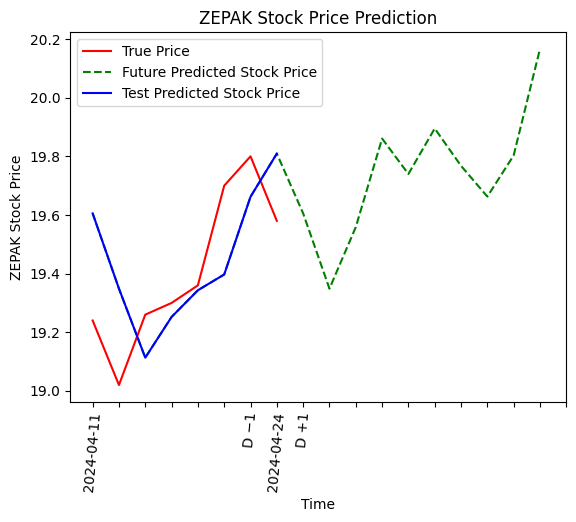 ZEPAK Stock Price Prediction
True Price
Future Predicted Stock Price
Test Predicted Stock Price
ZEPAK Stock Price
20.2
20.0
19.8
19.6
19.4
19.2
19.0
2024-04-11
D −1
2024-04-24
D +1
Time